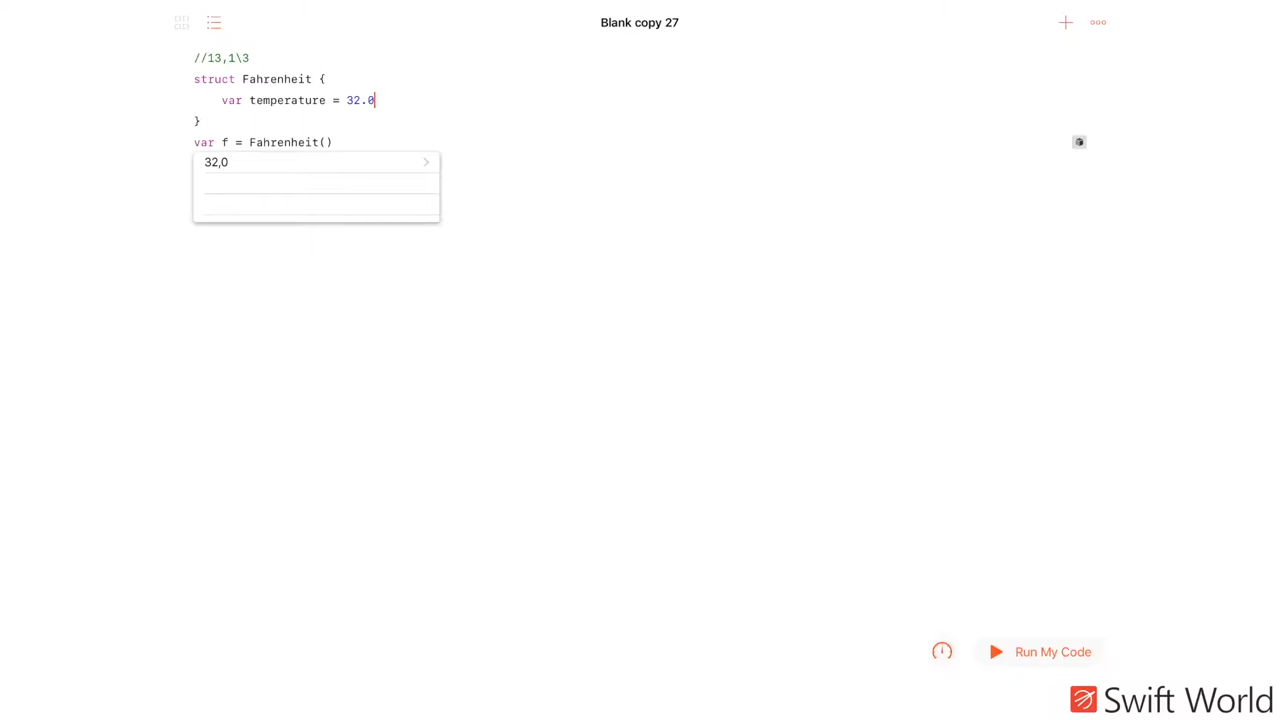 Blank copy 27
//13,1\3
struct Fahrenheit {
var temperature = 32.0
}
var f = Fahrenheit()
32,0
Run My Code
Swift World